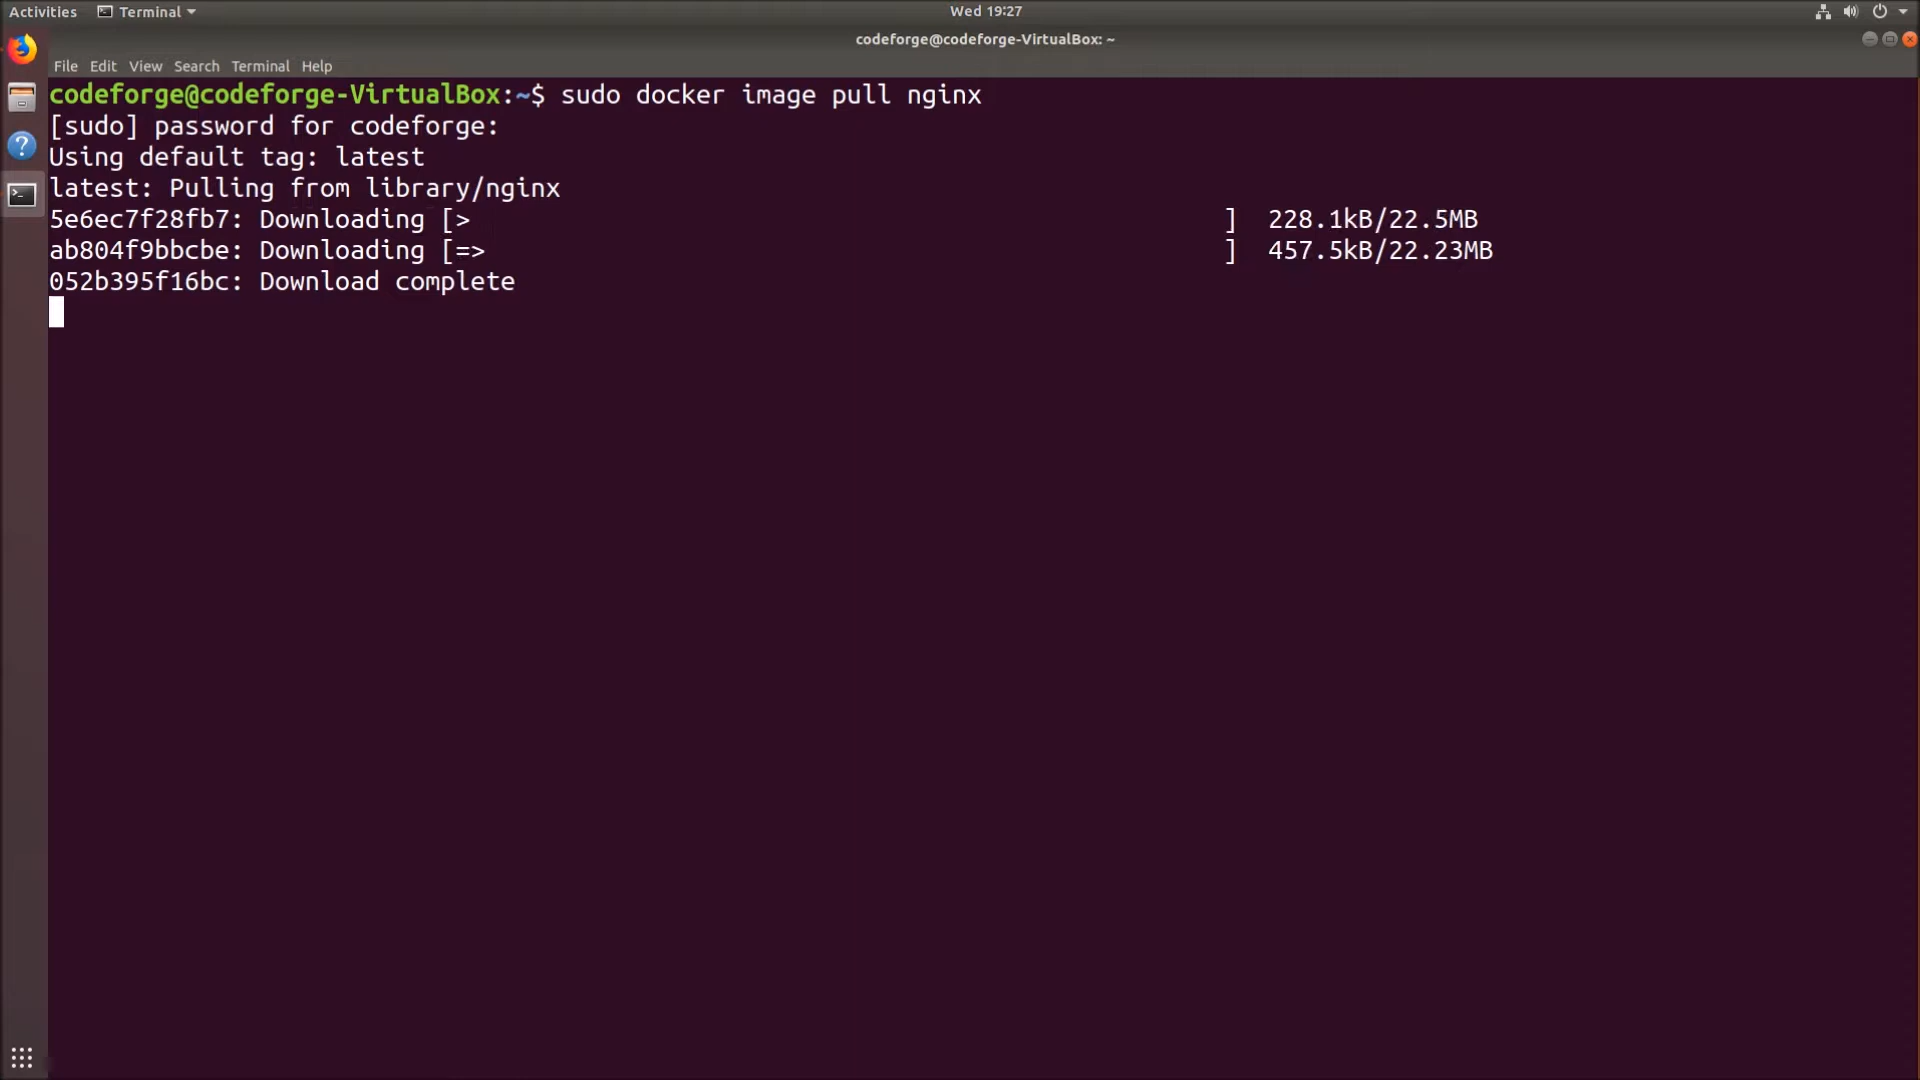 Activities Terminal Wed 19:27
codeforge@codeforge-VirtualBox: ~
File Edit View Search Terminal Help
codeforge@codeforge-VirtualBox:~$ sudo docker image pull nginx
[sudo] password for codeforge:
Using default tag: latest
latest: Pulling from library/nginx
5e6ec7f28fb7: Downloading [> ] 228.1kB/22.5MB
ab804f9bbcbe: Downloading [=> ] 457.5kB/22.23MB
052b395f16bc: Download complete